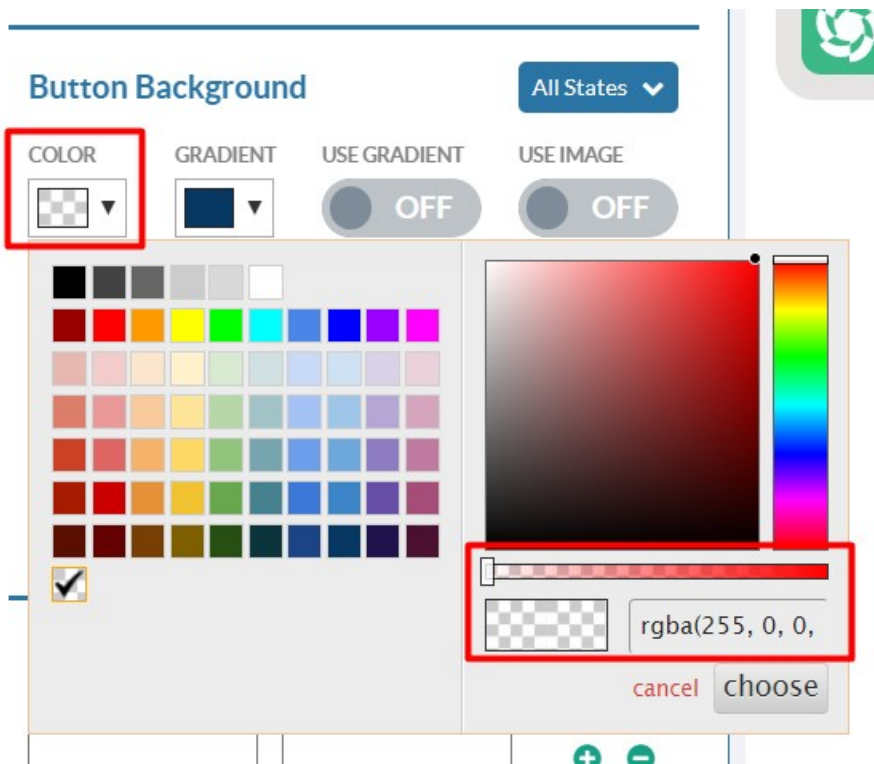 Button Background
All States
COLOR GRADIENT USE GRADIENT USE IMAGE
OFF OFF
rgba(255, 0, 0,
cancel choose